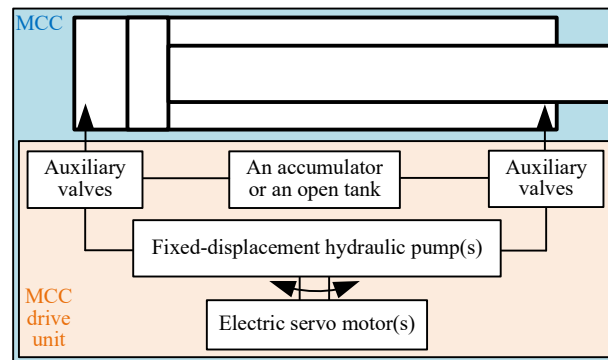 MCC
Auxiliary
valves
An accumulator
or an open tank
Auxiliary
valves
Fixed-displacement hydraulic pump(s)
MCC
drive
unit
Electric servo motor(s)